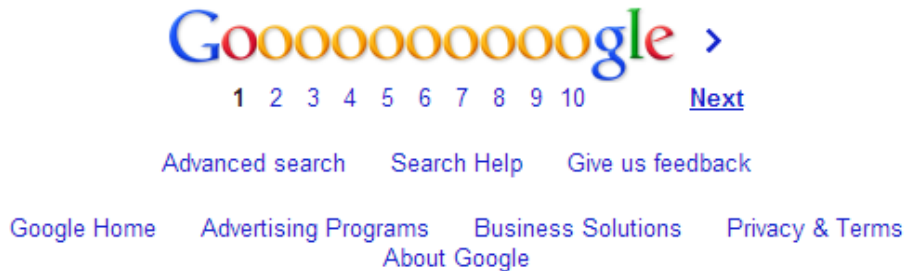 Goooooooooogle >
1 2 3 4 5 6 7 8 9 10 Next
Advanced search Search Help Give us feedback
Google Home Advertising Programs Business Solutions Privacy & Terms
About Google